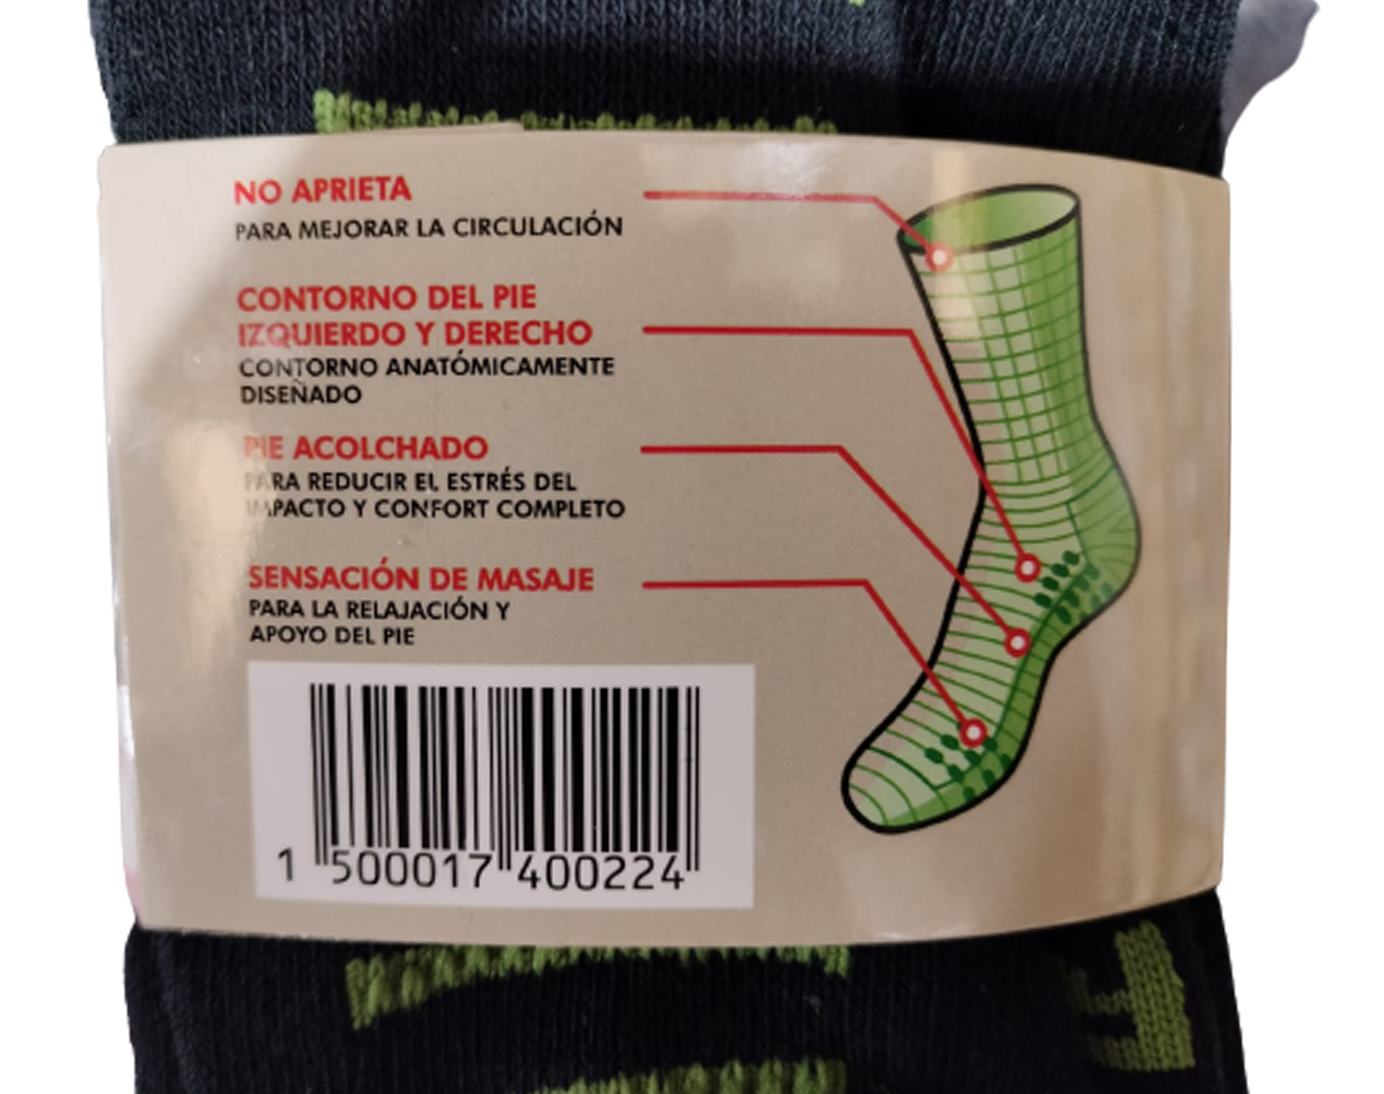 NO APRIETA
PARA MEJORAR LA CIRCULACIÓN
CONTORNO DEL PIE
IZQUIERDO Y DERECHO
CONTORNO ANATÓMICAMENTE
DISEÑADO
PIE ACOLCHADO
PARA REDUCIR EL ESTRÉS DEL
IMPACTO Y CONFORT COMPLETO
SENSACIÓN DE MASAJE
PARA LA RELAJACIÓN Y
APOYO DEL PIE
1 500017 400224